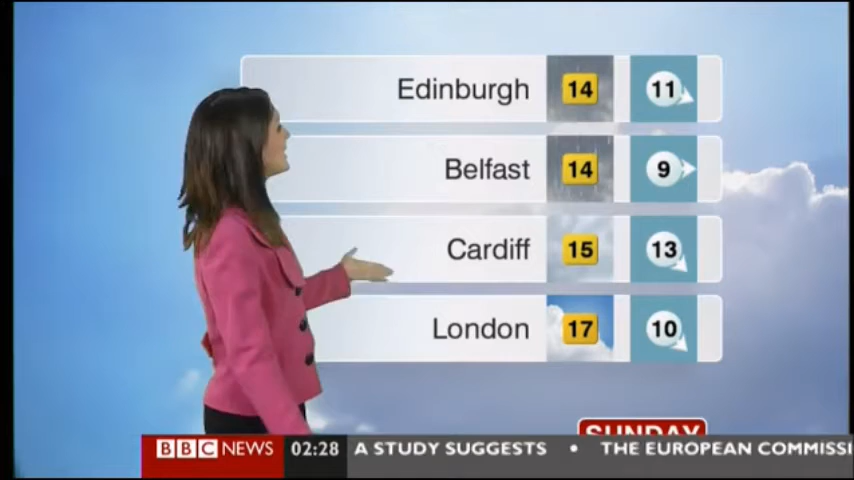 Edinburgh 14 11
Belfast 14 9
Cardiff 15 13
London 17 10
SUNDAY
BBC NEWS 02:28 A STUDY SUGGESTS • THE EUROPEAN COMMISSI